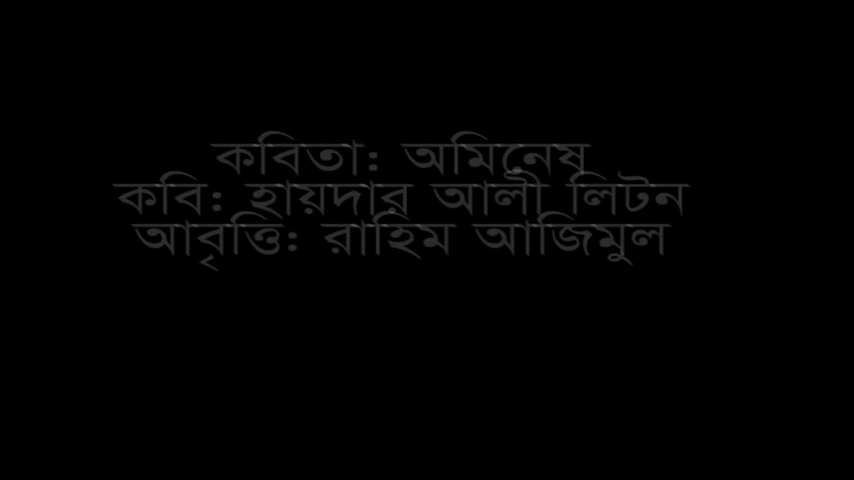 কবিতা: অমিনেষ
কবি: হায়দার আলী লিটন
আবৃত্তি: রাহিম আজিমুল